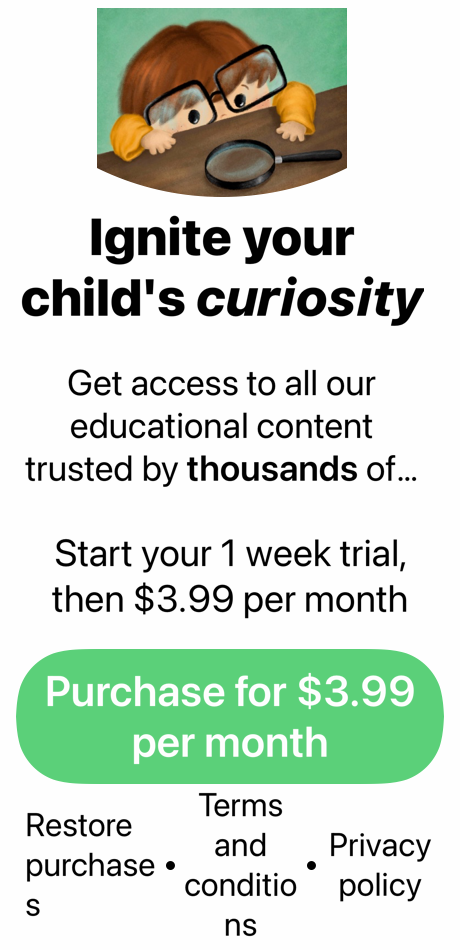 Ignite your
child's curiosity
Get access to all our
educational content
trusted by thousands of…
Start your 1 week trial,
then $3.99 per month
Purchase for $3.99
per month
Restore
purchase
s
•
Terms
and
conditio
ns
•
Privacy
policy